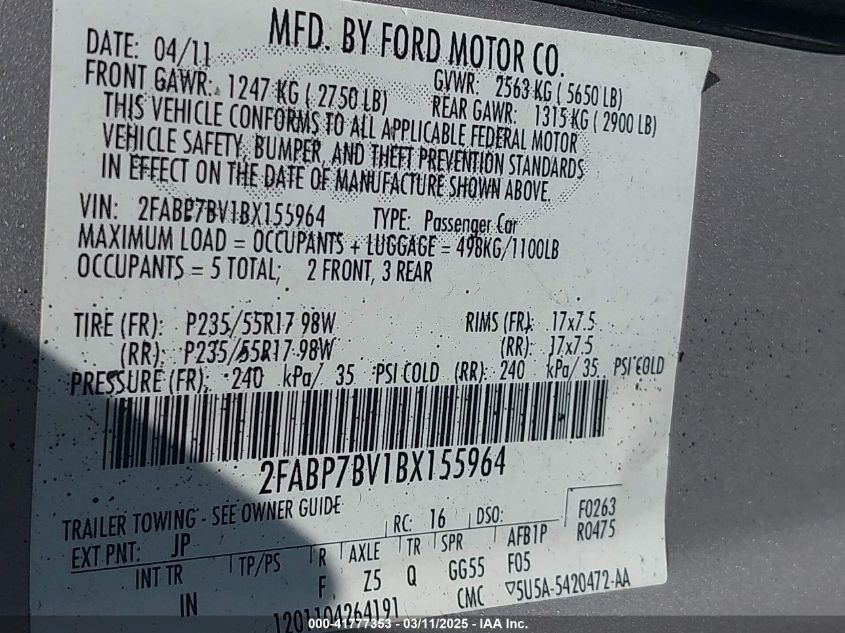 MFD. BY FORD MOTOR CO.
DATE: 04/11 GVWR: 2563 KG ( 5650 LB)
FRONT GAWR: 1247 KG ( 2750 LB) REAR GAWR: 1315 KG ( 2900 LB)
THIS VEHICLE CONFORMS TO ALL APPLICABLE FEDERAL MOTOR
VEHICLE SAFETY, BUMPER, AND THEFT PREVENTION STANDARDS
IN EFFECT ON THE DATE OF MANUFACTURE SHOWN ABOVE.
VIN: 2FABP7BV1BX155964 TYPE: Passenger Car
MAXIMUM LOAD = OCCUPANTS + LUGGAGE = 498KG/1100LB
OCCUPANTS = 5 TOTAL; 2 FRONT, 3 REAR
TIRE (FR): P235/55R17 98W RIMS (FR): 17x7.5
(RR): P235/55R17 98W (RR): 17x7.5
PRESSURE (FR): 240 kPa/ 35 PSI COLD (RR): 240 kPa/ 35 PSI COLD
2FABP7BV1BX155964
TRAILER TOWING - SEE OWNER GUIDE RC: 16 DSO: F0263
EXT PNT: JP R0475
INT TR TP/PS R AXLE TR SPR AFB1P
IN F Z5 Q GG55 F05
1201104264191 CMC ▽5U5A-5420472-AA
000-41777353 - 03/11/2025 - IAA Inc.